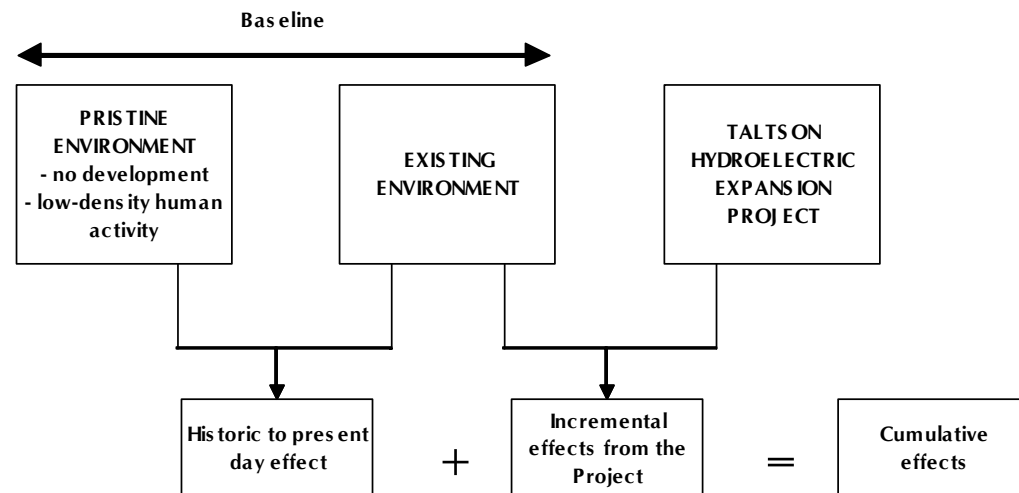 Baseline
PRISTINE
ENVIRONMENT
- no development
- low-density human
activity
EXISTING
ENVIRONMENT
TALTSON
HYDROELECTRIC
EXPANSION
PROJECT
Historic to present
day effect
+
Incremental
effects from the
Project
=
Cumulative
effects